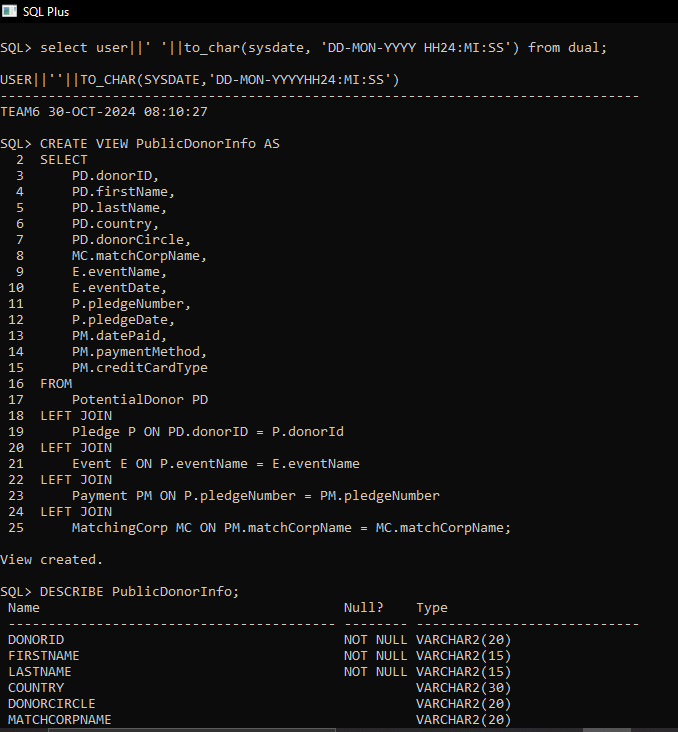 SQL Plus
SQL> select user||' '||to_char(sysdate, 'DD-MON-YYYY HH24:MI:SS') from dual;
USER||''||TO_CHAR(SYSDATE,'DD-MON-YYYYHH24:MI:SS')
--------------------------------------------------------------------------------
TEAM6 30-OCT-2024 08:10:27
SQL> CREATE VIEW PublicDonorInfo AS
  2  SELECT
  3      PD.donorID,
  4      PD.firstName,
  5      PD.lastName,
  6      PD.country,
  7      PD.donorCircle,
  8      MC.matchCorpName,
  9      E.eventName,
 10      E.eventDate,
 11      P.pledgeNumber,
 12      P.pledgeDate,
 13      PM.datePaid,
 14      PM.paymentMethod,
 15      PM.creditCardType
 16  FROM
 17      PotentialDonor PD
 18  LEFT JOIN
 19      Pledge P ON PD.donorID = P.donorId
 20  LEFT JOIN
 21      Event E ON P.eventName = E.eventName
 22  LEFT JOIN
 23      Payment PM ON P.pledgeNumber = PM.pledgeNumber
 24  LEFT JOIN
 25      MatchingCorp MC ON PM.matchCorpName = MC.matchCorpName;
View created.
SQL> DESCRIBE PublicDonorInfo;
 Name                                      Null?    Type
 ----------------------------------------- -------- ----------------------------
 DONORID                                   NOT NULL VARCHAR2(20)
 FIRSTNAME                                 NOT NULL VARCHAR2(15)
 LASTNAME                                  NOT NULL VARCHAR2(15)
 COUNTRY                                            VARCHAR2(30)
 DONORCIRCLE                                        VARCHAR2(20)
 MATCHCORPNAME                                      VARCHAR2(20)